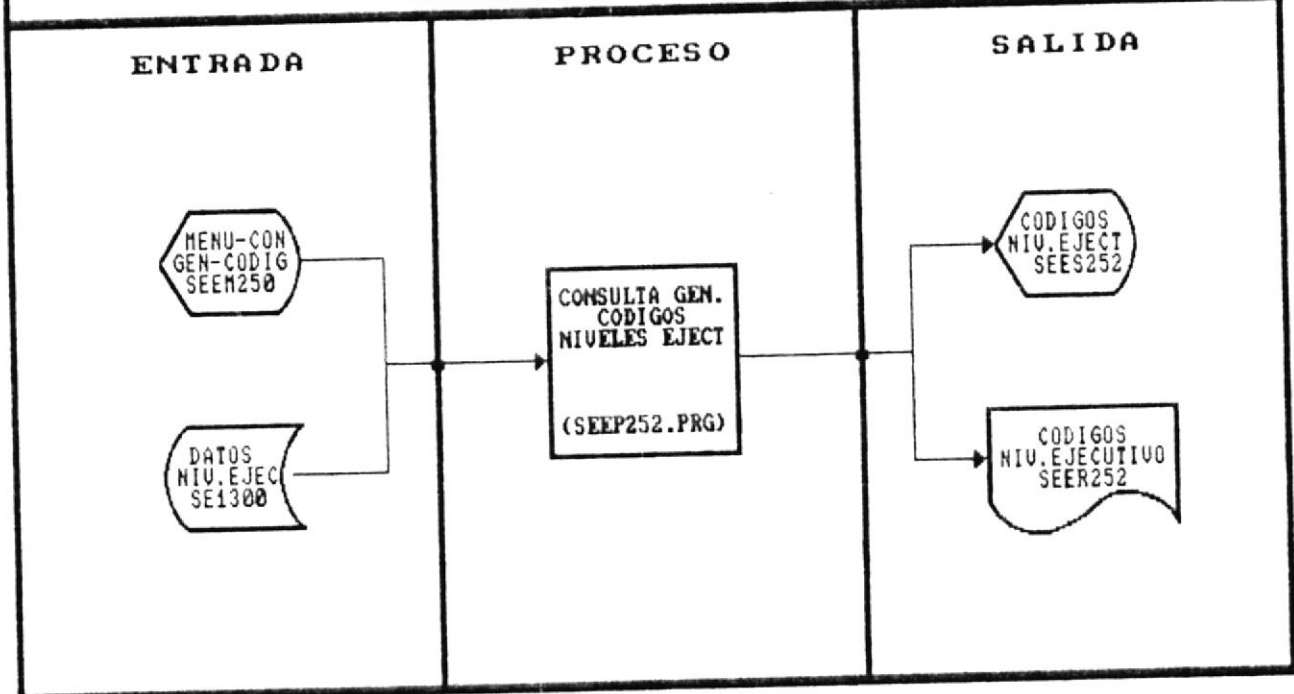 ENTRADA
PROCESO
SALIDA
MENU-CON
GEN-CODIG
SEEM250
DATOS
NIV.EJEC
SE1300
CONSULTA GEN.
CODIGOS
NIVELES EJECT
(SEEP252.PRG)
CODIGOS
NIV.EJECT
SEES252
CODIGOS
NIV.EJECUTIVO
SEER252